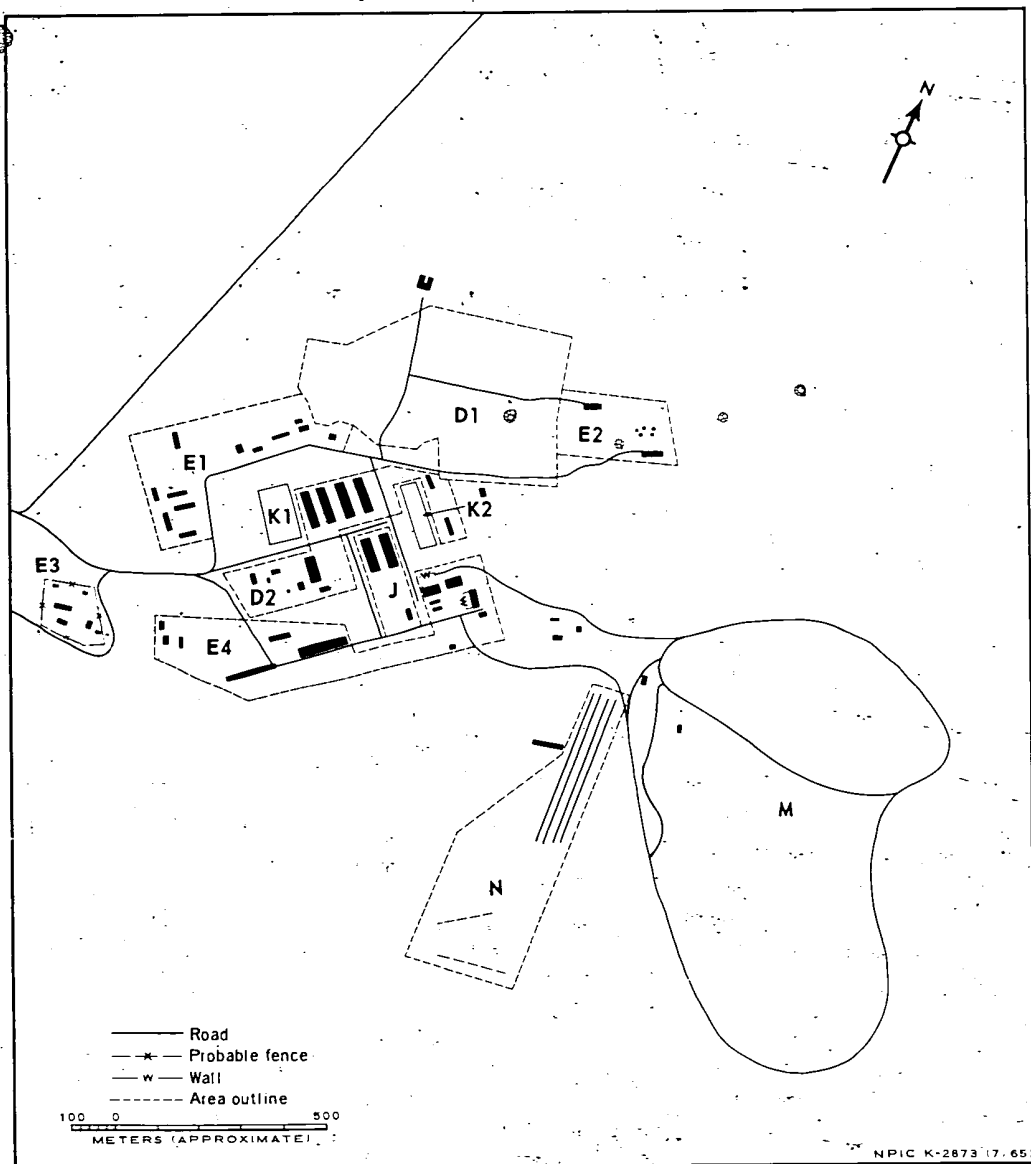 N
D1
E2
E1
K1
K2
E3
D2
J
W
E4
M
N
Road
x Probable fence
w Wall
Area outline
100 0 500
METERS (APPROXIMATE)
NPIC K-2873 (7/65)